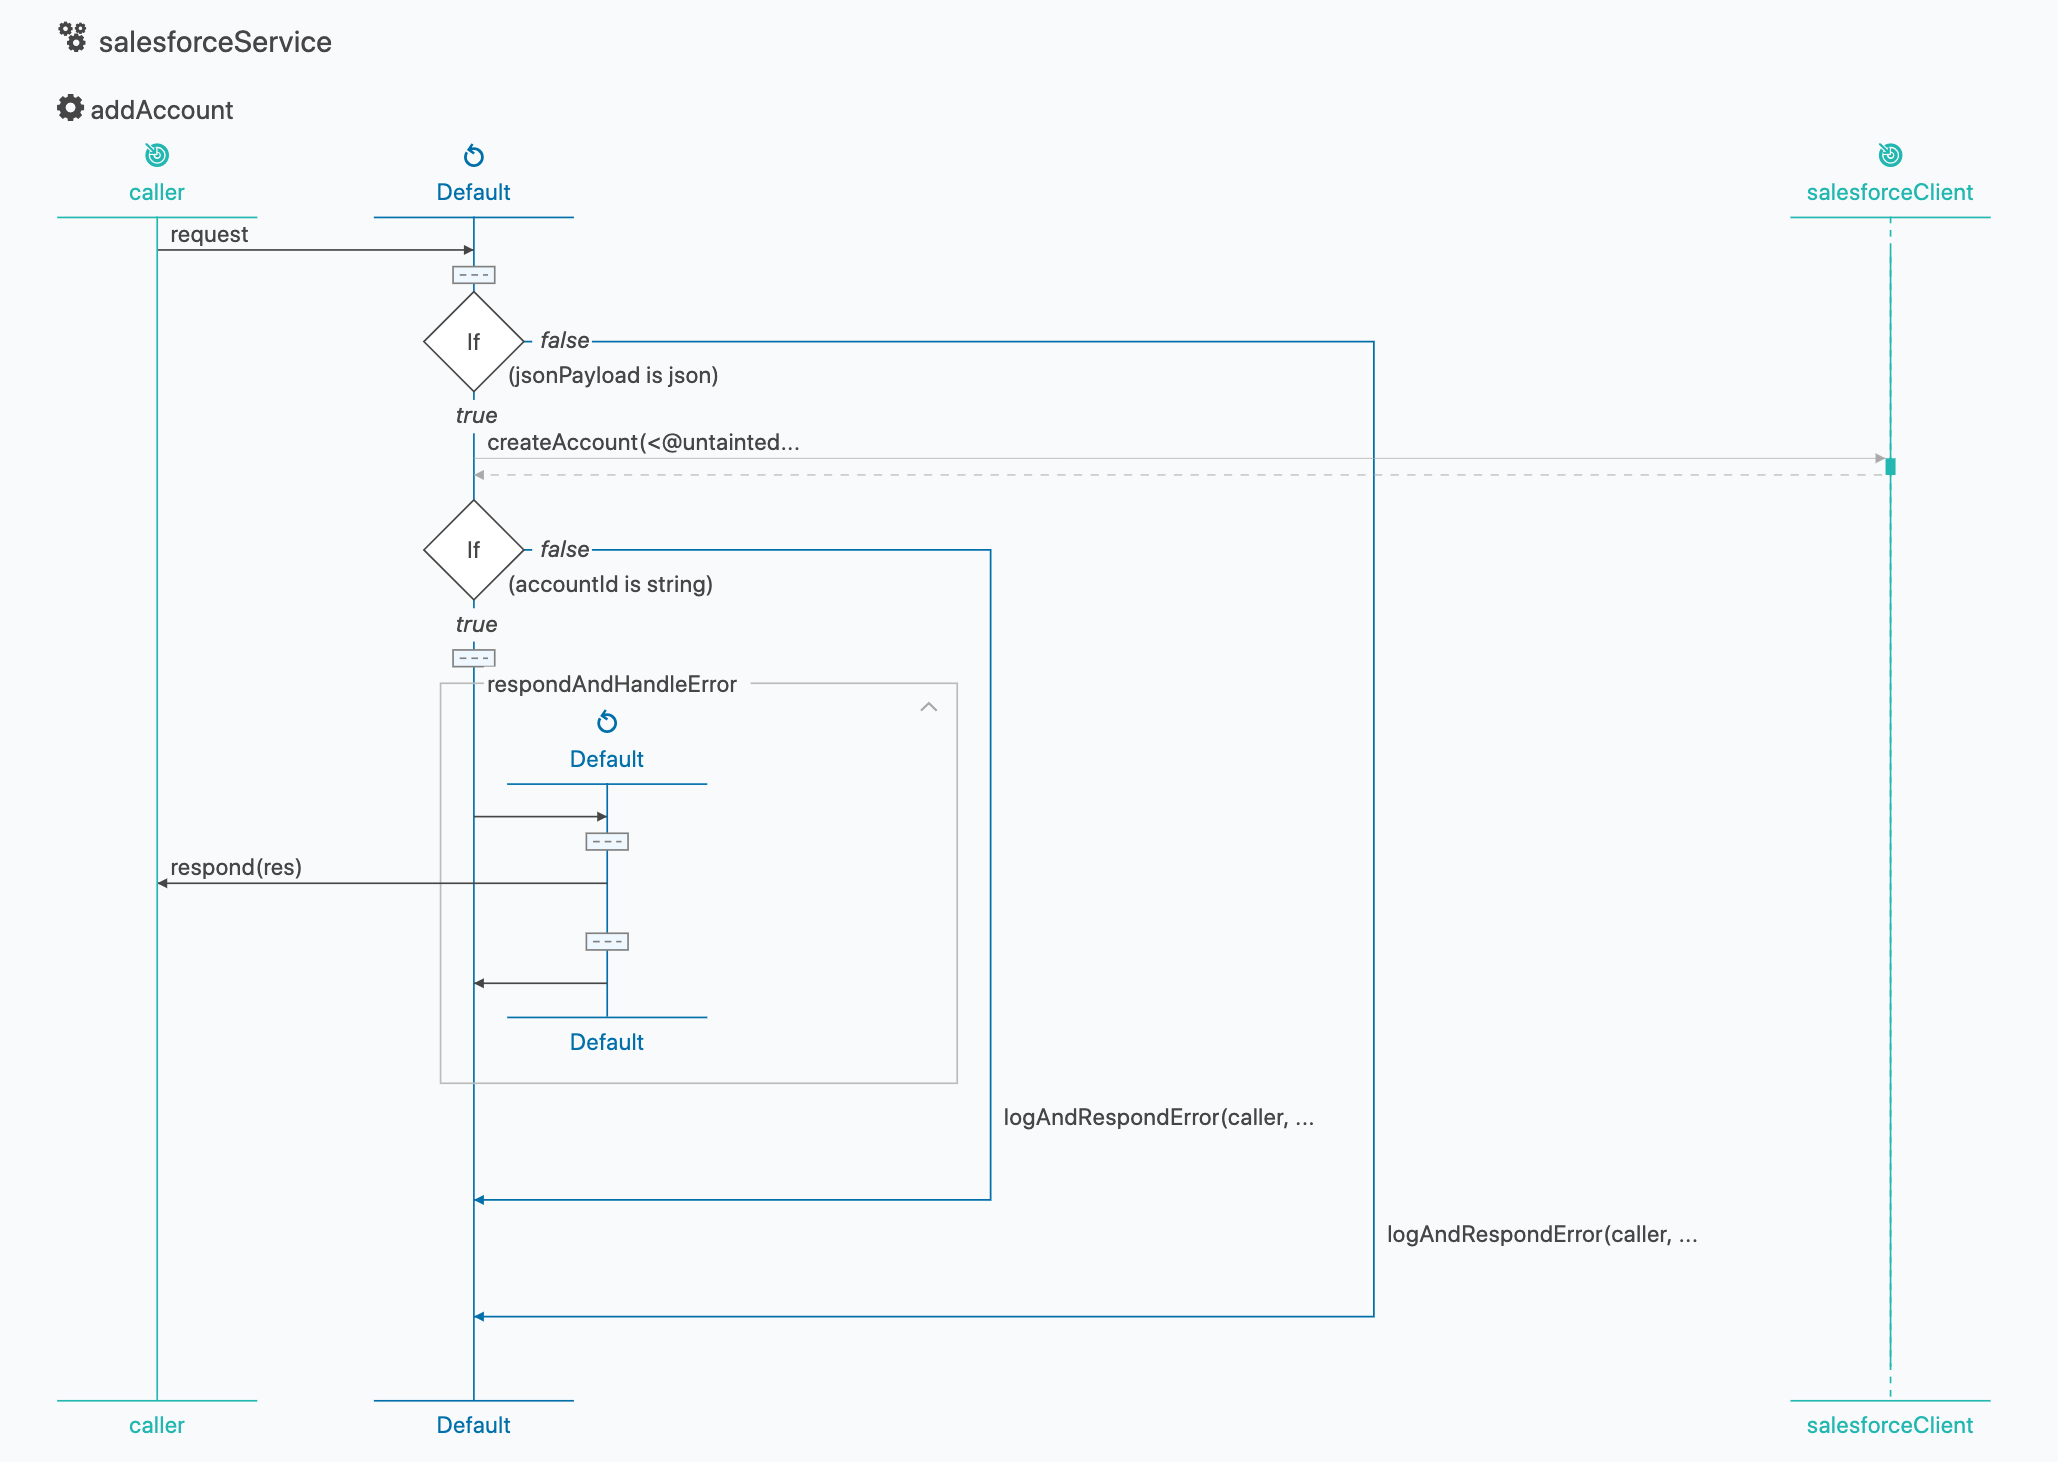 salesforceService
addAccount
caller
Default
salesforceClient
request
If
false
(jsonPayload is json)
true
createAccount(<@untainted...
If
false
(accountId is string)
true
respondAndHandleError
Default
respond(res)
Default
logAndRespondError(caller, ...
logAndRespondError(caller, ...
caller
Default
salesforceClient